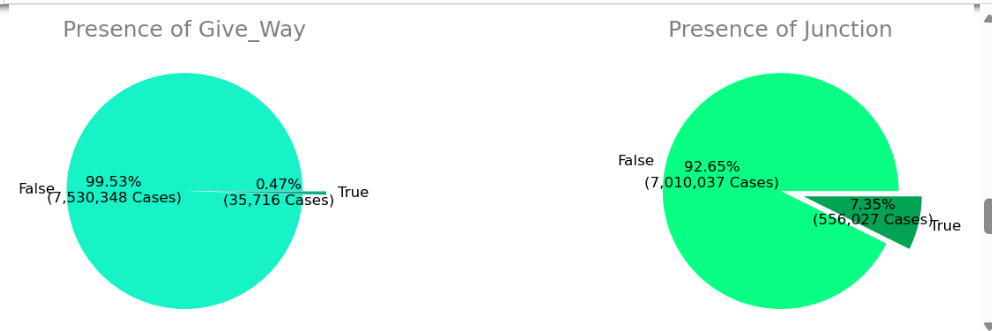 Presence of Give_Way
False
99.53%
(7,530,348 Cases)
0.47%
(35,716 Cases)
True
Presence of Junction
False
92.65%
(7,010,037 Cases)
7.35%
(556,027 Cases)
True